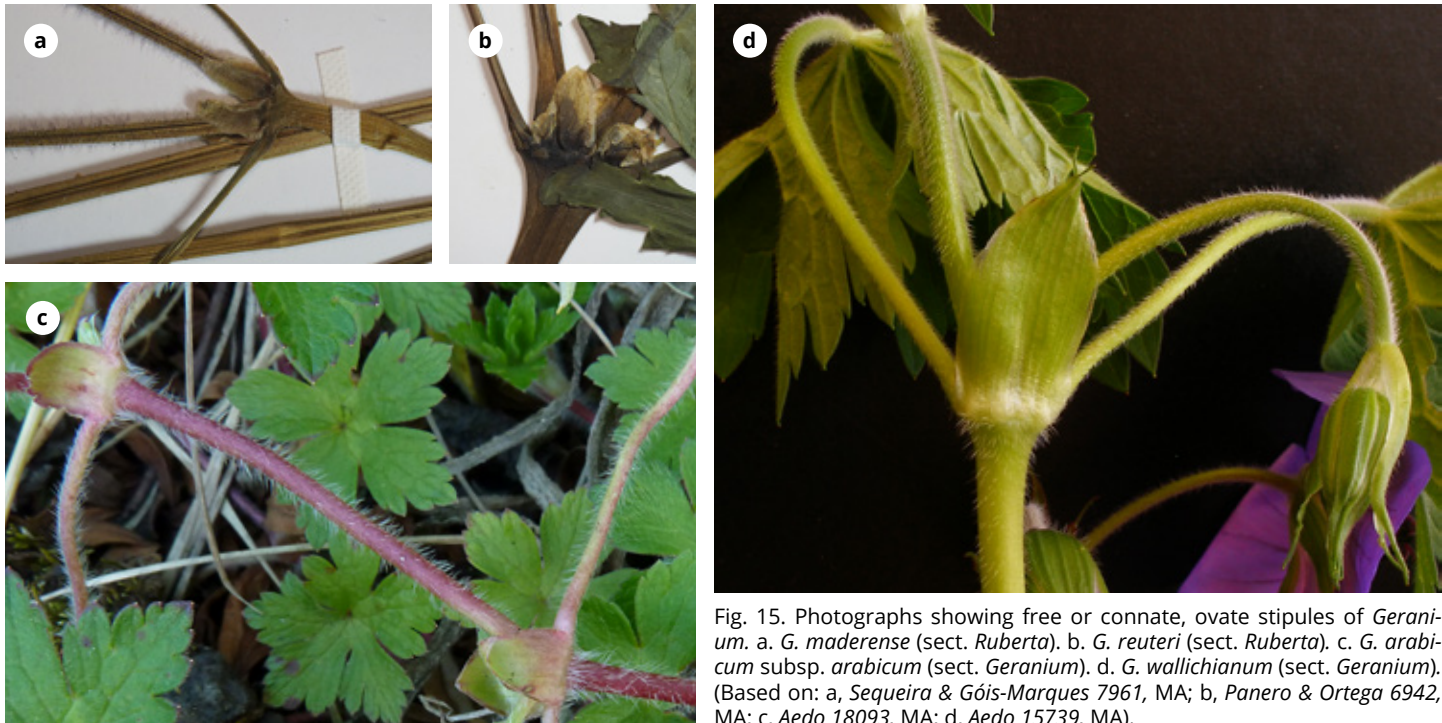 a
b
d
c
Fig. 15. Photographs showing free or connate, ovate stipules of Gerani-
um. a. G. maderense (sect. Ruberta). b. G. reuteri (sect. Ruberta). c. G. arabi-
cum subsp. arabicum (sect. Geranium). d. G. wallichianum (sect. Geranium).
(Based on: a, Sequeira & Góis-Marques 7961, MA; b, Panero & Ortega 6942,
MA; c, Aedo 18093, MA; d, Aedo 15739, MA).